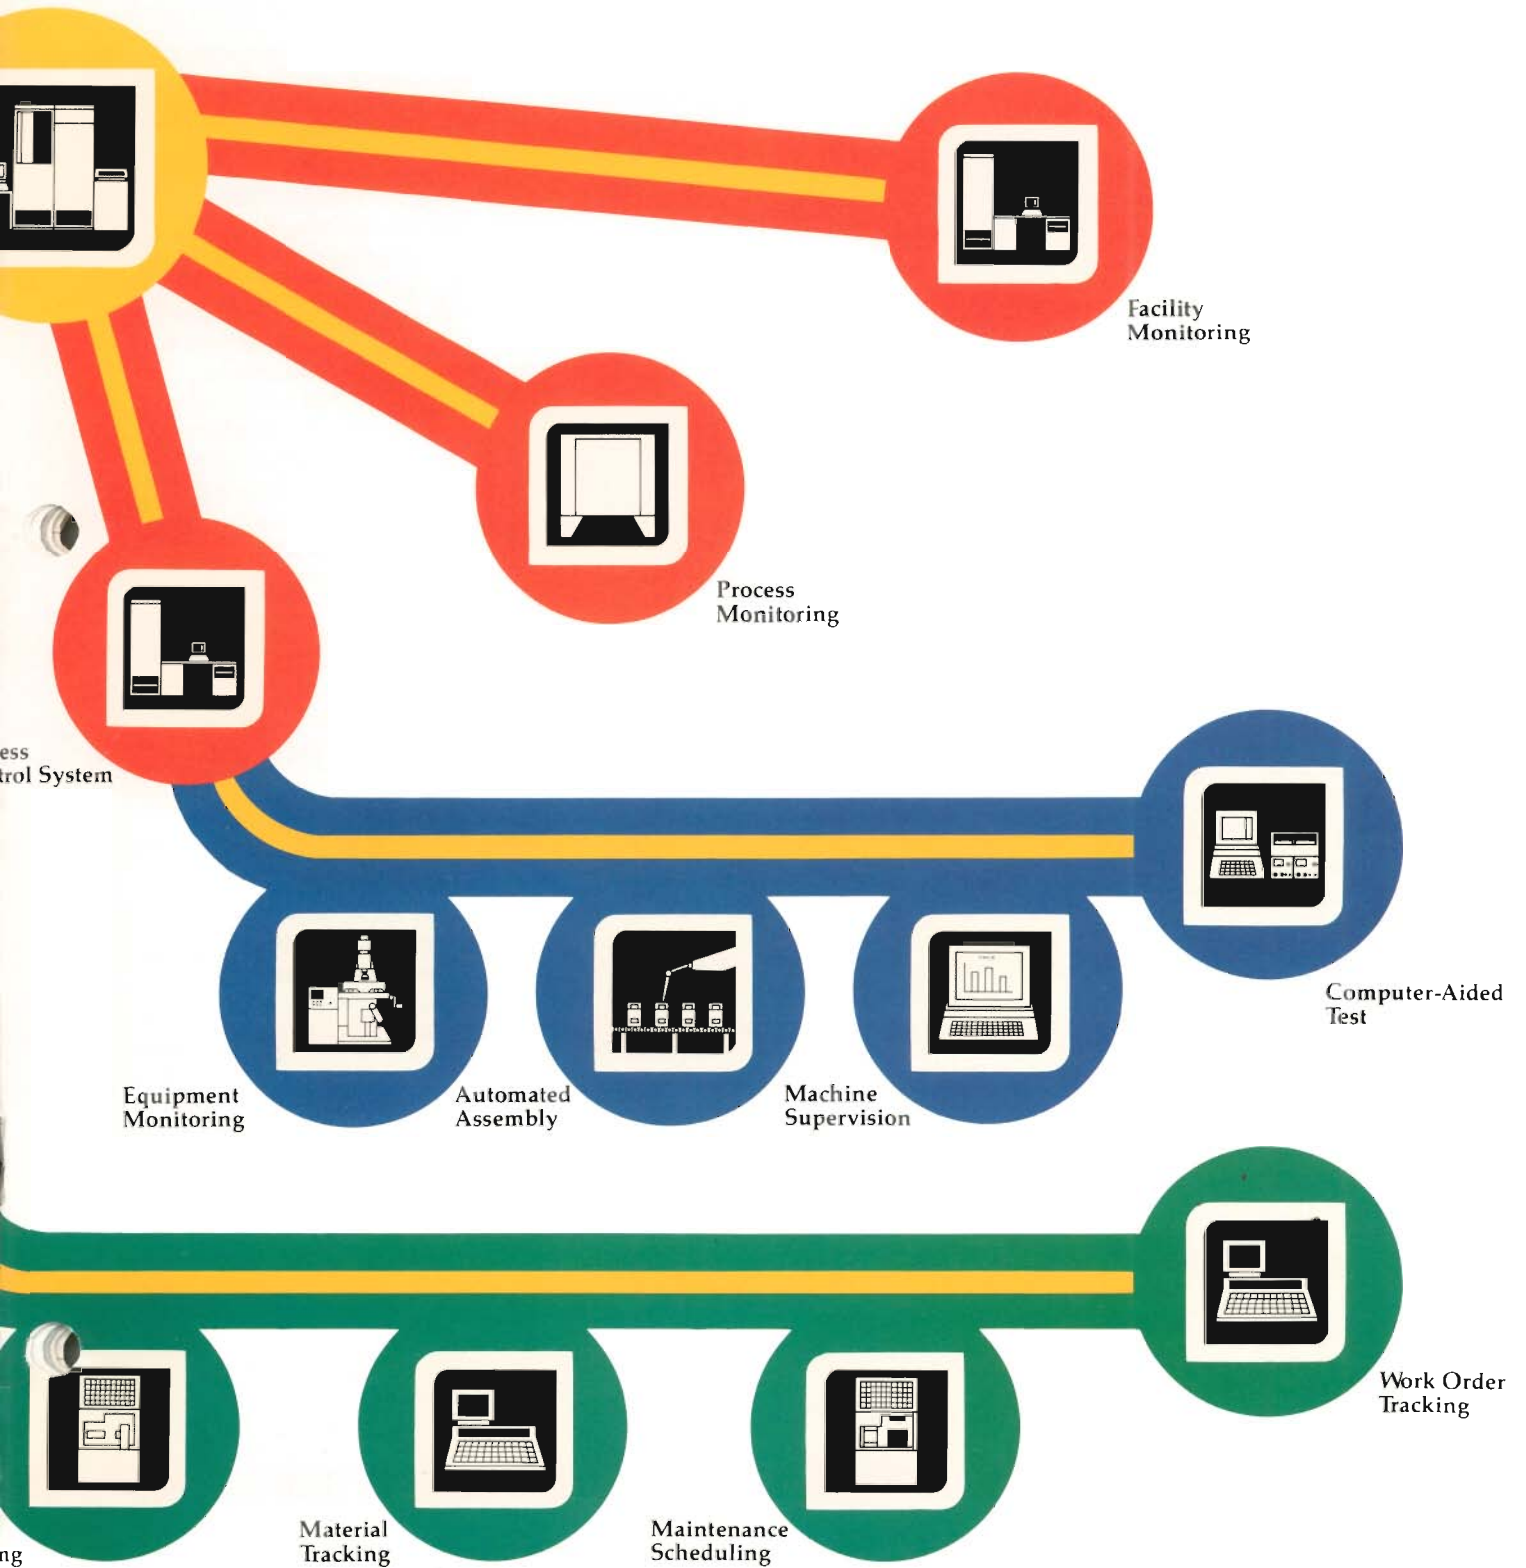 Facility
Monitoring
Process
Monitoring
ess
trol System
Computer-Aided
Test
Equipment
Monitoring
Automated
Assembly
Machine
Supervision
Work Order
Tracking
Material
Tracking
Maintenance
Scheduling
ng